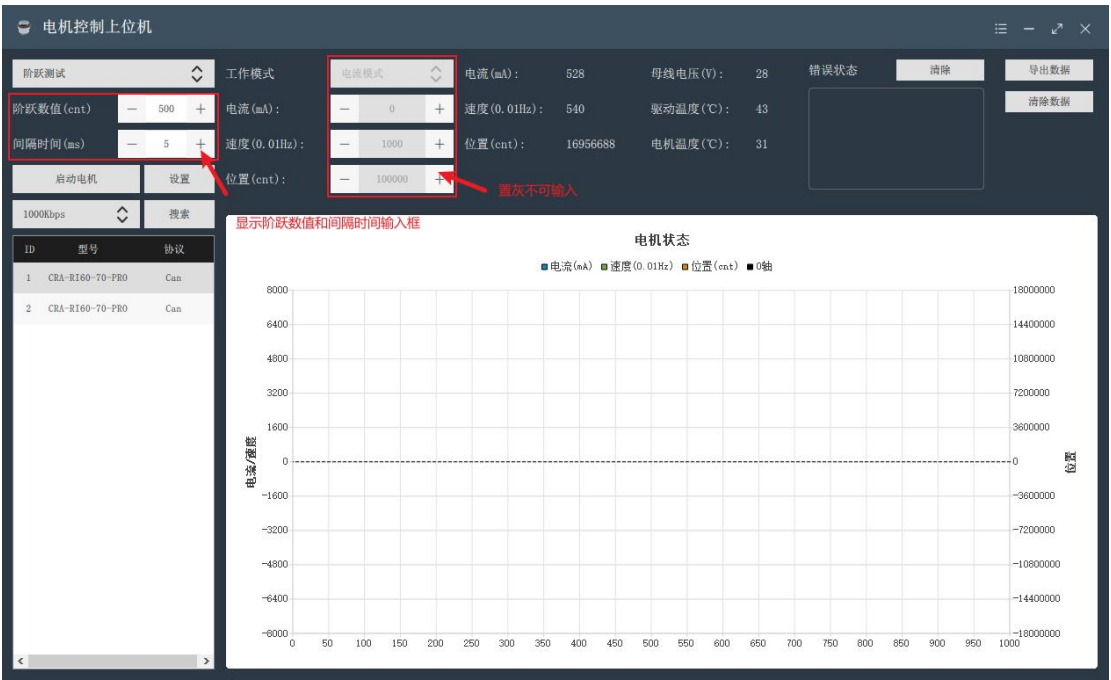 电机控制上位机
阶跃测试
阶跃数值(cnt) − 500 +
间隔时间(ms) − 5 +
启动电机 设置
1000Kbps 搜索
ID 型号 协议
1 CRA-RI60-70-PRO Can
2 CRA-RI60-70-PRO Can
工作模式 电流模式
电流(mA): − 0 +
速度(0.01Hz): − 1000 +
位置(cnt): − 100000 +
电流(mA): 528 母线电压(V): 28
速度(0.01Hz): 540 驱动温度(℃): 43
位置(cnt): 16956688 电机温度(℃): 31
错误状态 清除
导出数据
清除数据
置灰不可输入
显示阶跃数值和间隔时间输入框
电机状态
电流(mA) 速度(0.01Hz) 位置(cnt) 0轴
电流/速度
8000
6400
4800
3200
1600
0
-1600
-3200
-4800
-6400
-8000
18000000
14400000
10800000
7200000
3600000
0
-3600000
-7200000
-10800000
-14400000
-18000000
位置
0 50 100 150 200 250 300 350 400 450 500 550 600 650 700 750 800 850 900 950 1000